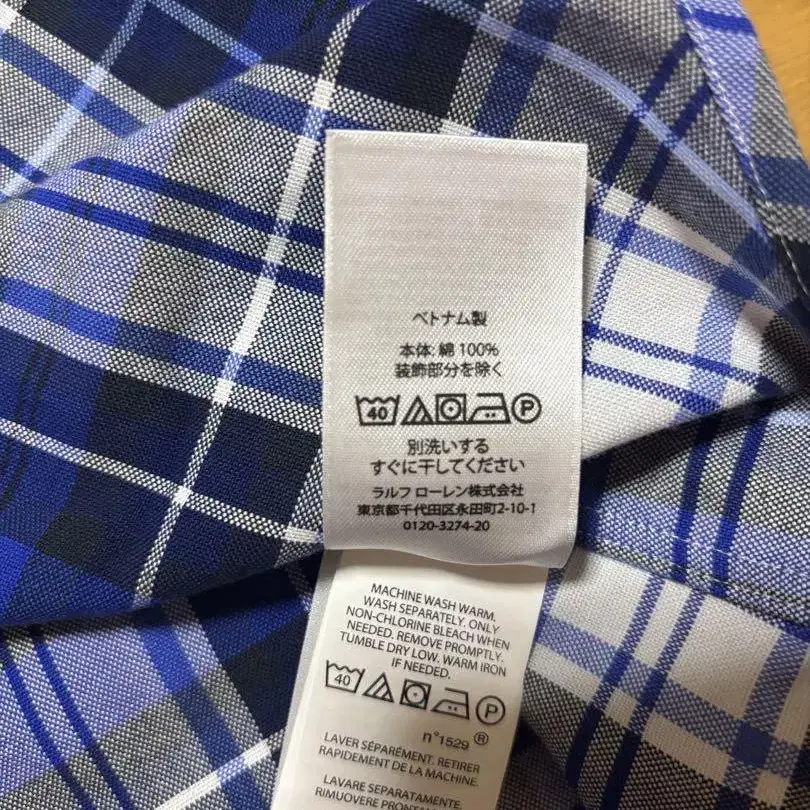 ベトナム製
本体: 綿 100%
装飾部分を除く
40 P
別洗いする
すぐに干してください
ラルフ ローレン株式会社
東京都千代田区永田町2-10-1
0120-3274-20
MACHINE WASH WARM.
WASH SEPARATELY. ONLY
NON-CHLORINE BLEACH WHEN
NEEDED. REMOVE PROMPTLY.
TUMBLE DRY LOW. WARM IRON
IF NEEDED.
40 P
n°1529 ®
LAVER SÉPARÉMENT. RETIRER
RAPIDEMENT DE LA MACHINE.
LAVARE SEPARATAMENTE.
RIMUOVERE